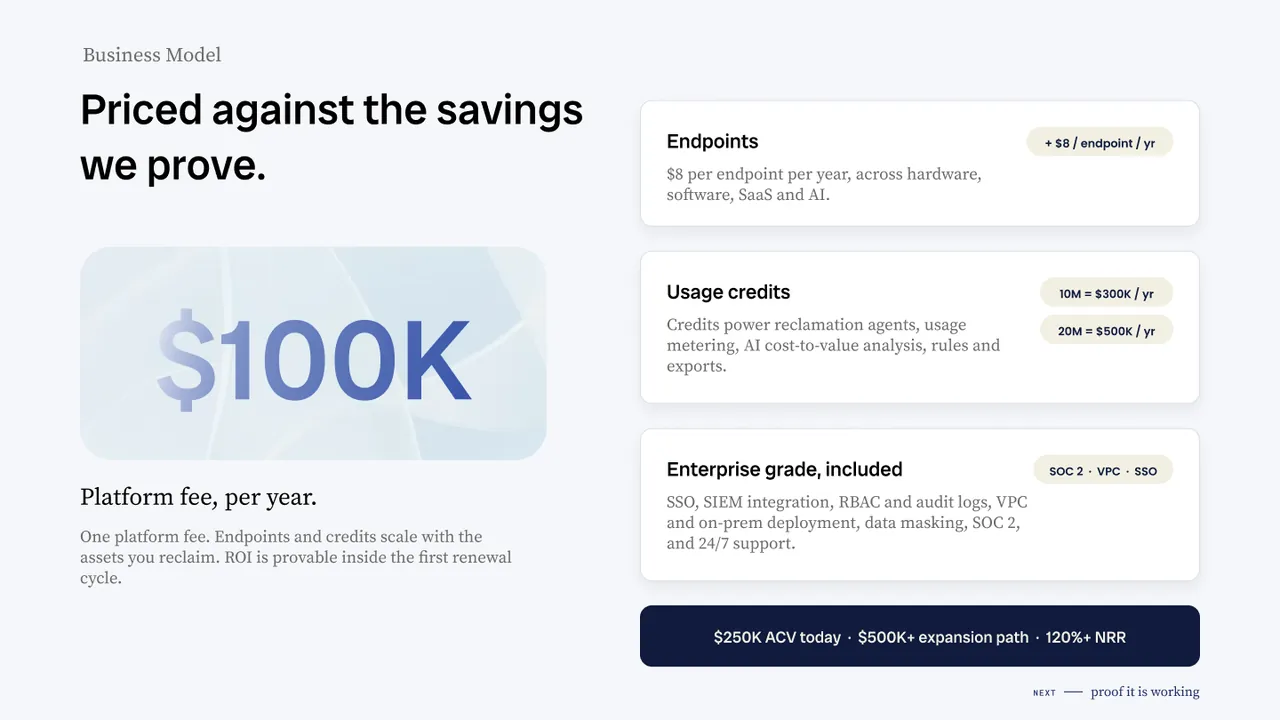 Business Model
Priced against the savings
we prove.
$100K
Platform fee, per year.
One platform fee. Endpoints and credits scale with the
assets you reclaim. ROI is provable inside the first renewal
cycle.
Endpoints
+ $8 / endpoint / yr
$8 per endpoint per year, across hardware,
software, SaaS and AI.
Usage credits
10M = $300K / yr
20M = $500K / yr
Credits power reclamation agents, usage
metering, AI cost-to-value analysis, rules and
exports.
Enterprise grade, included
SOC 2 · VPC · SSO
SSO, SIEM integration, RBAC and audit logs, VPC
and on-prem deployment, data masking, SOC 2,
and 24/7 support.
$250K ACV today · $500K+ expansion path · 120%+ NRR
NEXT — proof it is working